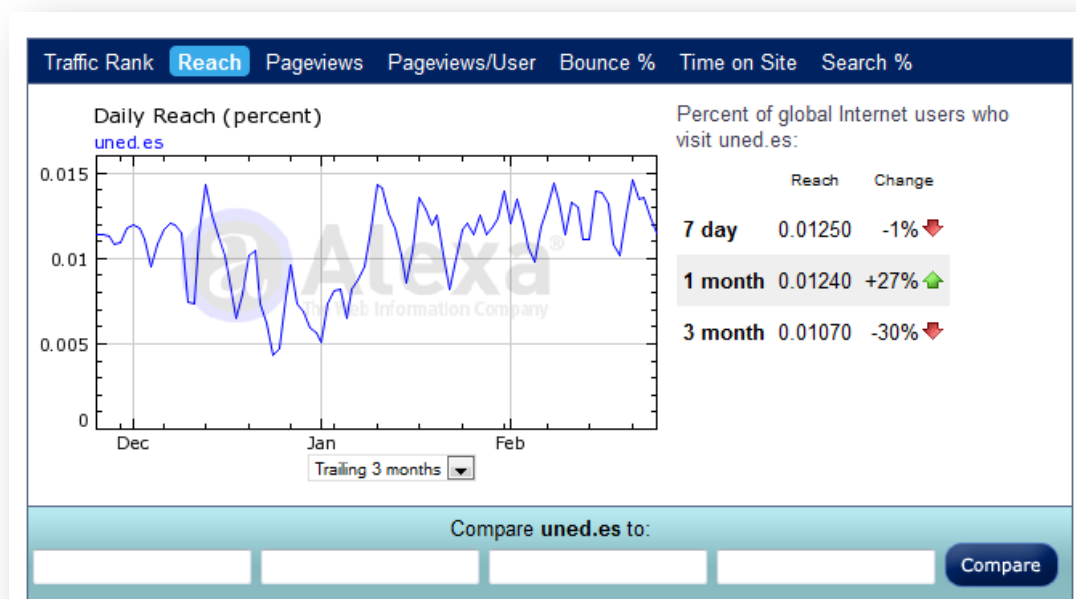 Traffic Rank Reach Pageviews Pageviews/User Bounce % Time on Site Search %
Daily Reach (percent)
uned.es
0.015
0.01
0.005
0
Dec Jan Feb
Alexa®
The Web Information Company
Trailing 3 months
Percent of global Internet users who
visit uned.es:
Reach Change
7 day 0.01250 -1%
1 month 0.01240 +27%
3 month 0.01070 -30%
Compare uned.es to:
Compare